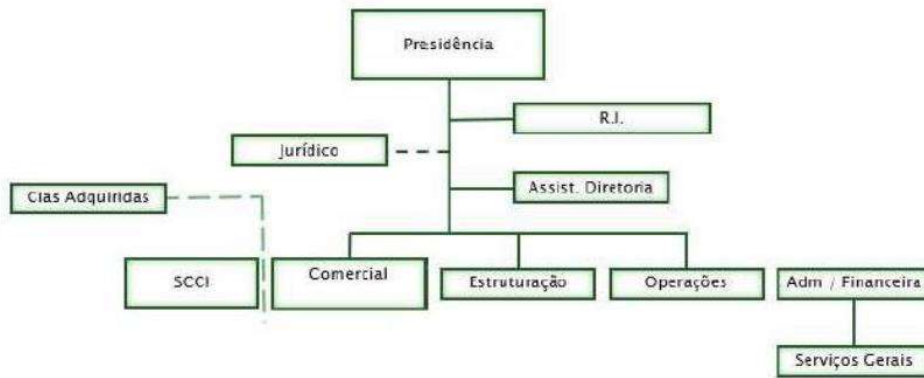 Presidência
R.I.
Jurídico
Assist. Diretoria
Cias Adquiridas
SCCI
Comercial
Estruturação
Operações
Adm / Financeira
Serviços Gerais